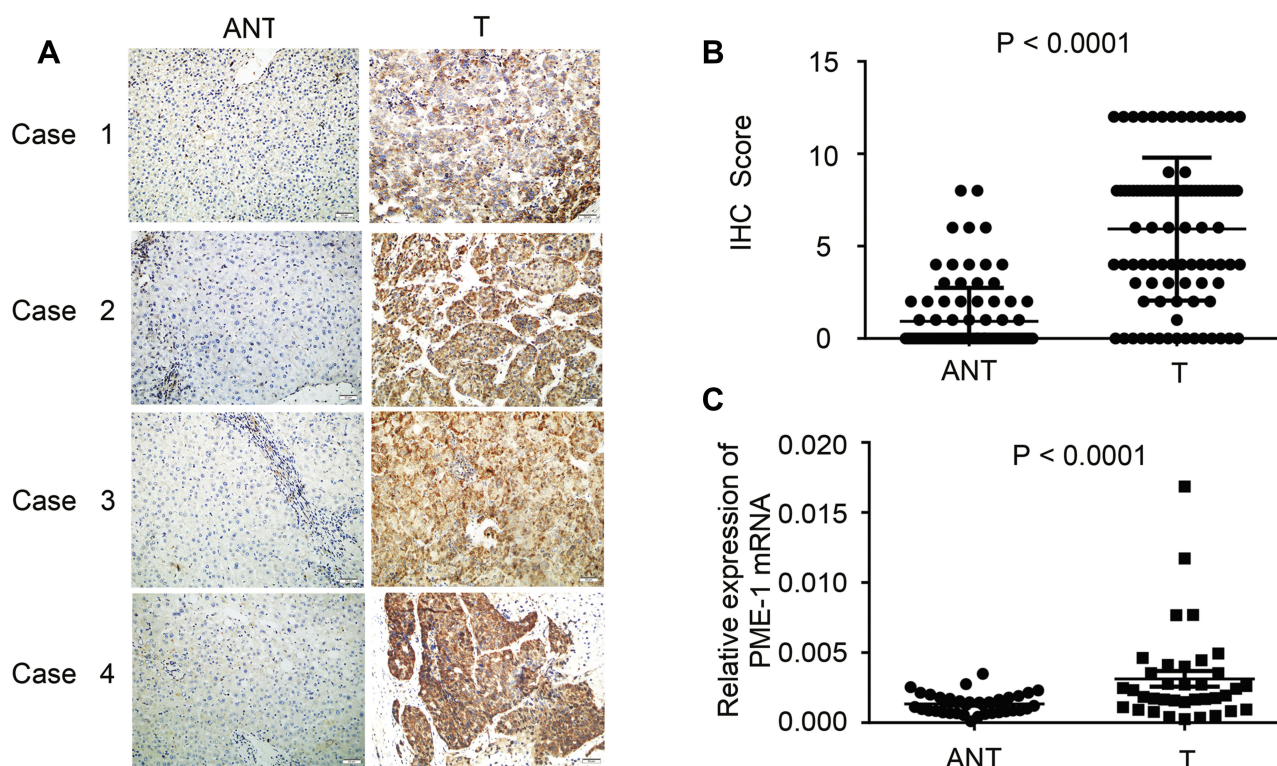 A
ANT
T
Case 1
Case 2
Case 3
Case 4
B
P < 0.0001
IHC Score
15
10
5
0
ANT
T
C
P < 0.0001
Relative expression of
PME-1 mRNA
0.020
0.015
0.010
0.005
0.000
ANT
T